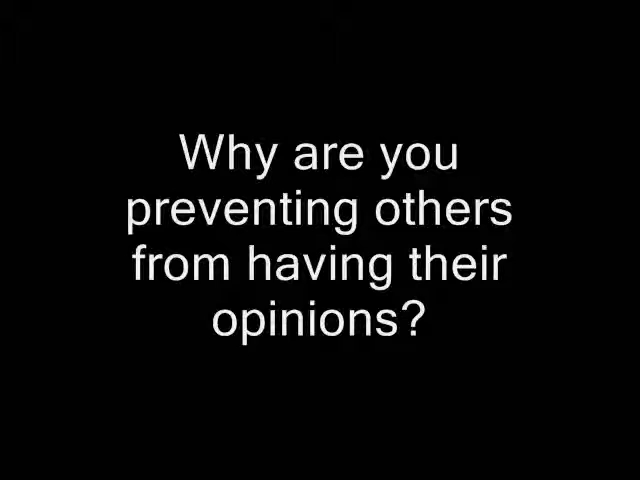 Why are you
preventing others
from having their
opinions?